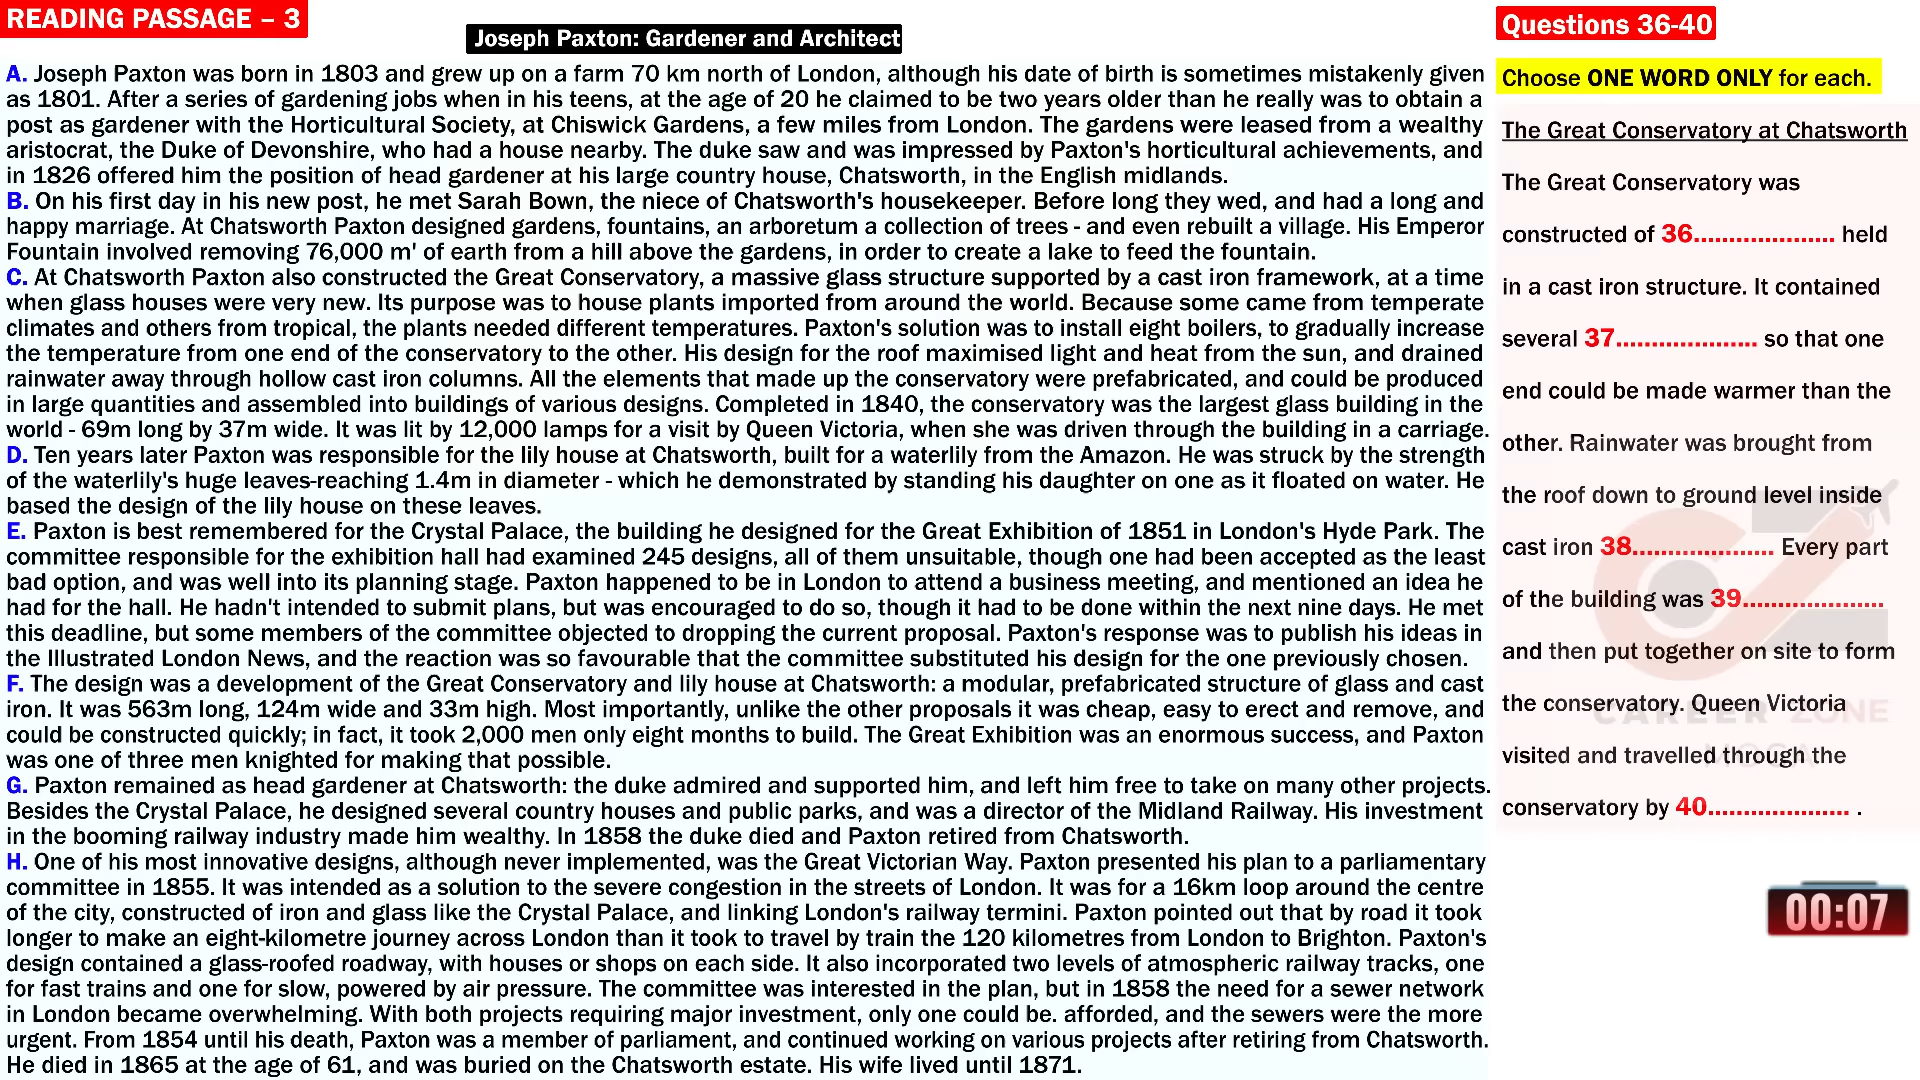 READING PASSAGE – 3
Joseph Paxton: Gardener and Architect
A. Joseph Paxton was born in 1803 and grew up on a farm 70 km north of London, although his date of birth is sometimes mistakenly given
as 1801. After a series of gardening jobs when in his teens, at the age of 20 he claimed to be two years older than he really was to obtain a
post as gardener with the Horticultural Society, at Chiswick Gardens, a few miles from London. The gardens were leased from a wealthy
aristocrat, the Duke of Devonshire, who had a house nearby. The duke saw and was impressed by Paxton's horticultural achievements, and
in 1826 offered him the position of head gardener at his large country house, Chatsworth, in the English midlands.
B. On his first day in his new post, he met Sarah Bown, the niece of Chatsworth's housekeeper. Before long they wed, and had a long and
happy marriage. At Chatsworth Paxton designed gardens, fountains, an arboretum a collection of trees - and even rebuilt a village. His Emperor
Fountain involved removing 76,000 m' of earth from a hill above the gardens, in order to create a lake to feed the fountain.
C. At Chatsworth Paxton also constructed the Great Conservatory, a massive glass structure supported by a cast iron framework, at a time
when glass houses were very new. Its purpose was to house plants imported from around the world. Because some came from temperate
climates and others from tropical, the plants needed different temperatures. Paxton's solution was to install eight boilers, to gradually increase
the temperature from one end of the conservatory to the other. His design for the roof maximised light and heat from the sun, and drained
rainwater away through hollow cast iron columns. All the elements that made up the conservatory were prefabricated, and could be produced
in large quantities and assembled into buildings of various designs. Completed in 1840, the conservatory was the largest glass building in the
world - 69m long by 37m wide. It was lit by 12,000 lamps for a visit by Queen Victoria, when she was driven through the building in a carriage.
D. Ten years later Paxton was responsible for the lily house at Chatsworth, built for a waterlily from the Amazon. He was struck by the strength
of the waterlily's huge leaves-reaching 1.4m in diameter - which he demonstrated by standing his daughter on one as it floated on water. He
based the design of the lily house on these leaves.
E. Paxton is best remembered for the Crystal Palace, the building he designed for the Great Exhibition of 1851 in London's Hyde Park. The
committee responsible for the exhibition hall had examined 245 designs, all of them unsuitable, though one had been accepted as the least
bad option, and was well into its planning stage. Paxton happened to be in London to attend a business meeting, and mentioned an idea he
had for the hall. He hadn't intended to submit plans, but was encouraged to do so, though it had to be done within the next nine days. He met
this deadline, but some members of the committee objected to dropping the current proposal. Paxton's response was to publish his ideas in
the Illustrated London News, and the reaction was so favourable that the committee substituted his design for the one previously chosen.
F. The design was a development of the Great Conservatory and lily house at Chatsworth: a modular, prefabricated structure of glass and cast
iron. It was 563m long, 124m wide and 33m high. Most importantly, unlike the other proposals it was cheap, easy to erect and remove, and
could be constructed quickly; in fact, it took 2,000 men only eight months to build. The Great Exhibition was an enormous success, and Paxton
was one of three men knighted for making that possible.
G. Paxton remained as head gardener at Chatsworth: the duke admired and supported him, and left him free to take on many other projects.
Besides the Crystal Palace, he designed several country houses and public parks, and was a director of the Midland Railway. His investment
in the booming railway industry made him wealthy. In 1858 the duke died and Paxton retired from Chatsworth.
H. One of his most innovative designs, although never implemented, was the Great Victorian Way. Paxton presented his plan to a parliamentary
committee in 1855. It was intended as a solution to the severe congestion in the streets of London. It was for a 16km loop around the centre
of the city, constructed of iron and glass like the Crystal Palace, and linking London's railway termini. Paxton pointed out that by road it took
longer to make an eight-kilometre journey across London than it took to travel by train the 120 kilometres from London to Brighton. Paxton's
design contained a glass-roofed roadway, with houses or shops on each side. It also incorporated two levels of atmospheric railway tracks, one
for fast trains and one for slow, powered by air pressure. The committee was interested in the plan, but in 1858 the need for a sewer network
in London became overwhelming. With both projects requiring major investment, only one could be. afforded, and the sewers were the more
urgent. From 1854 until his death, Paxton was a member of parliament, and continued working on various projects after retiring from Chatsworth.
He died in 1865 at the age of 61, and was buried on the Chatsworth estate. His wife lived until 1871.
Questions 36-40
Choose ONE WORD ONLY for each.
The Great Conservatory at Chatsworth
The Great Conservatory was
constructed of 36.................... held
in a cast iron structure. It contained
several 37.................... so that one
end could be made warmer than the
other. Rainwater was brought from
the roof down to ground level inside
cast iron 38.................... Every part
of the building was 39....................
and then put together on site to form
the conservatory. Queen Victoria
visited and travelled through the
conservatory by 40.................... .
CAREER ZONE
MOGA
00:07